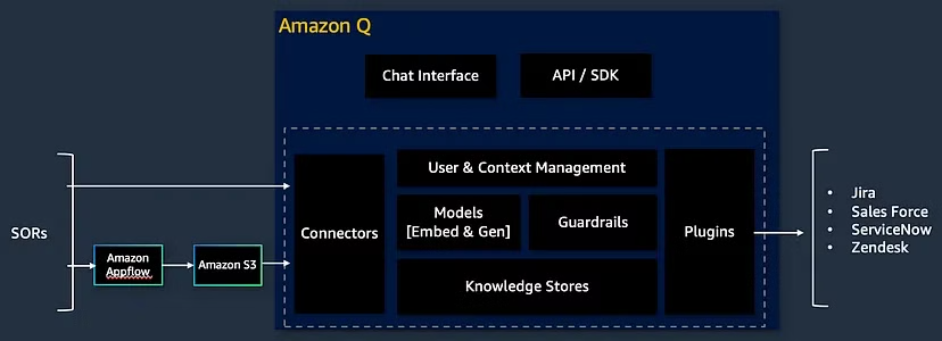 Amazon Q
Chat Interface
API / SDK
SORs
Amazon
Appflow
Amazon S3
Connectors
User & Context Management
Models
[Embed & Gen]
Guardrails
Knowledge Stores
Plugins
• Jira
• Sales Force
• ServiceNow
• Zendesk